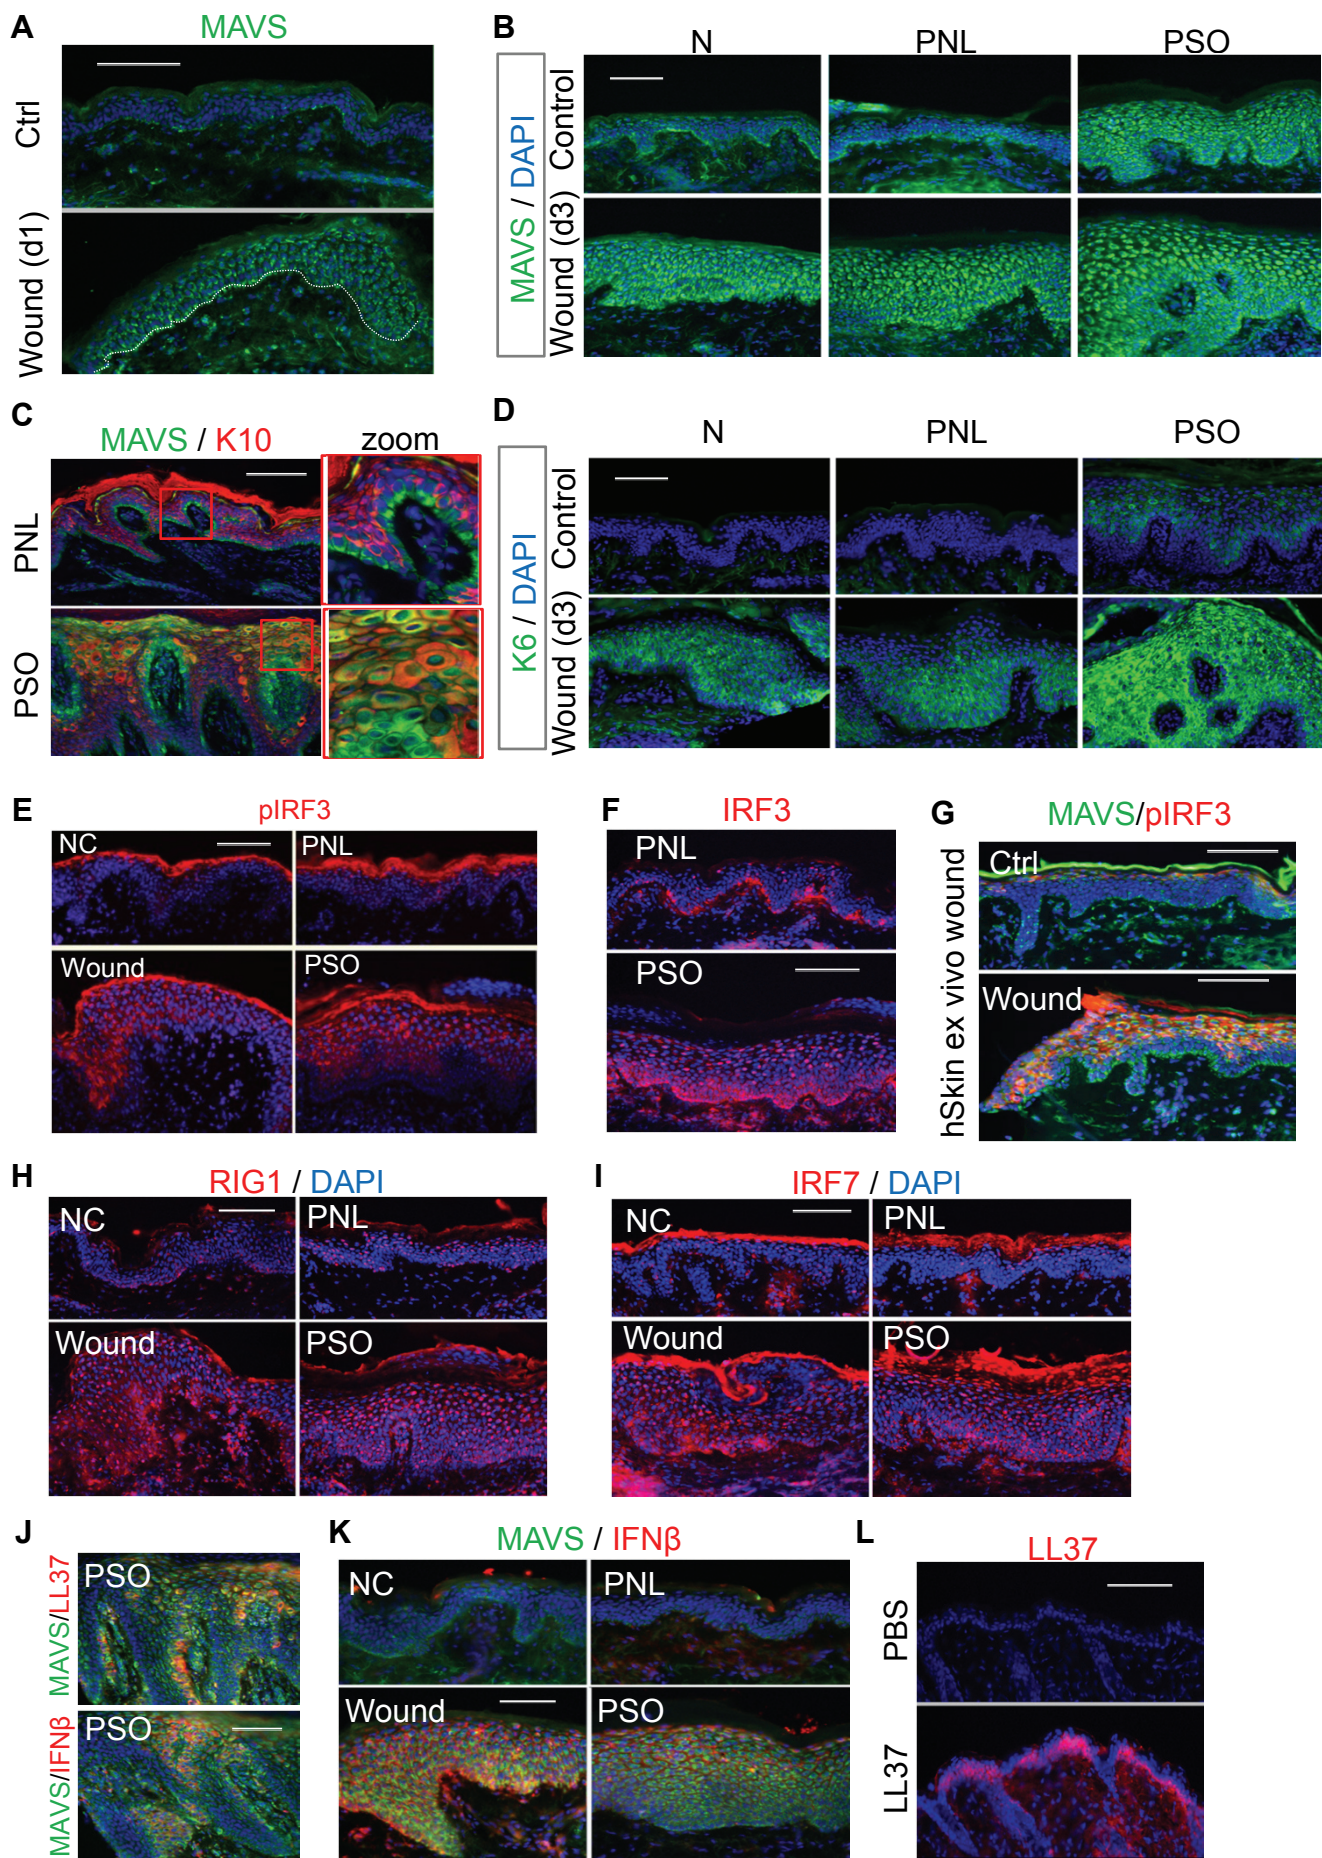 A
MAVS
Ctrl
Wound (d1)
B
N
PNL
PSO
MAVS / DAPI
Control
Wound (d3)
C
MAVS / K10
zoom
PNL
PSO
D
N
PNL
PSO
K6 / DAPI
Control
Wound (d3)
E
pIRF3
NC
PNL
Wound
PSO
F
IRF3
PNL
PSO
G
MAVS/pIRF3
hSkin ex vivo wound
Ctrl
Wound
H
RIG1 / DAPI
NC
PNL
Wound
PSO
I
IRF7 / DAPI
NC
PNL
Wound
PSO
J
MAVS/LL37
PSO
MAVS/IFNβ
PSO
K
MAVS / IFNβ
NC
PNL
Wound
PSO
L
LL37
PBS
LL37